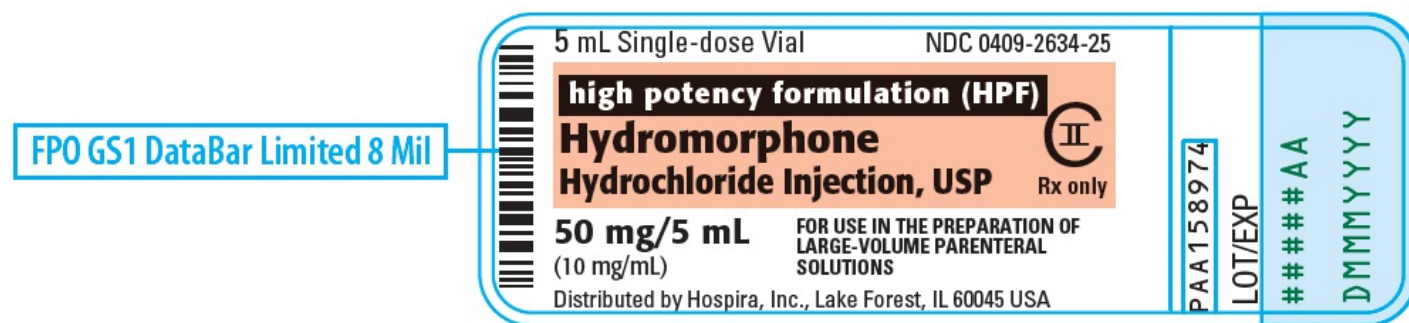 FPO GS1 DataBar Limited 8 Mil
5 mL Single-dose Vial NDC 0409-2634-25
high potency formulation (HPF)
Hydromorphone
CII
Hydrochloride Injection, USP Rx only
50 mg/5 mL
(10 mg/mL)
FOR USE IN THE PREPARATION OF
LARGE-VOLUME PARENTERAL
SOLUTIONS
Distributed by Hospira, Inc., Lake Forest, IL 60045 USA
PAA158974
LOT/EXP
#####AA
DMMMYYYY